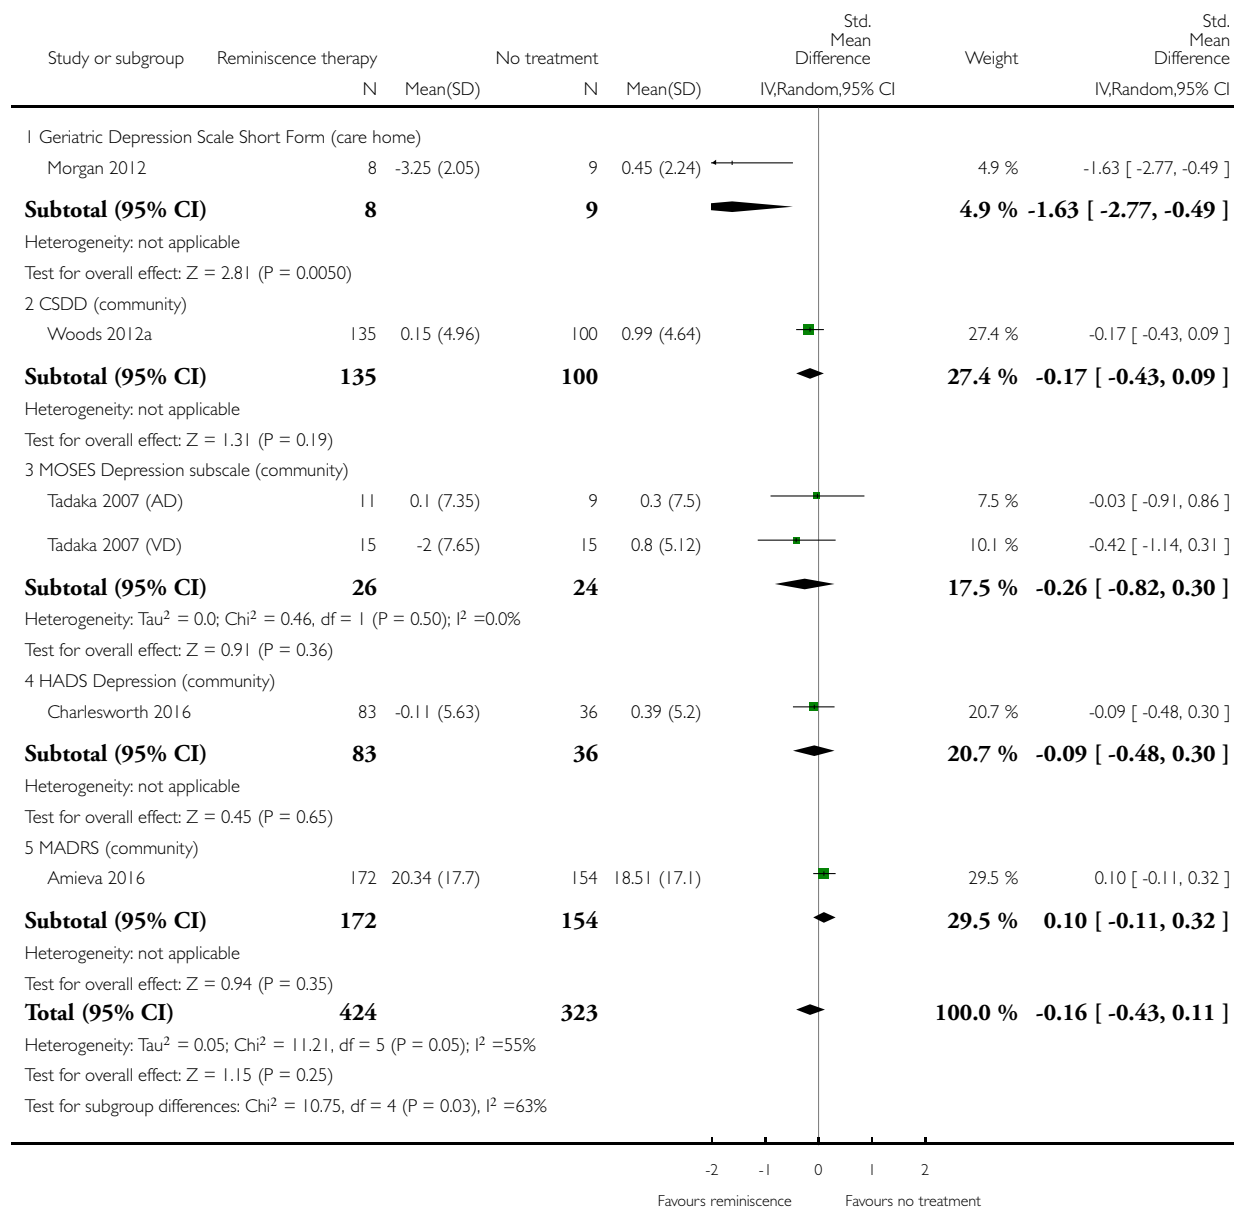 Std. Mean Difference Std. Mean Difference
Study or subgroup Reminiscence therapy No treatment Weight
N Mean(SD) N Mean(SD) IV,Random,95% CI IV,Random,95% CI
1 Geriatric Depression Scale Short Form (care home)
Morgan 2012 8 -3.25 (2.05) 9 0.45 (2.24) 4.9 % -1.63 [ -2.77, -0.49 ]
Subtotal (95% CI) 8 9 4.9 % -1.63 [ -2.77, -0.49 ]
Heterogeneity: not applicable
Test for overall effect: Z = 2.81 (P = 0.0050)
2 CSDD (community)
Woods 2012a 135 0.15 (4.96) 100 0.99 (4.64) 27.4 % -0.17 [ -0.43, 0.09 ]
Subtotal (95% CI) 135 100 27.4 % -0.17 [ -0.43, 0.09 ]
Heterogeneity: not applicable
Test for overall effect: Z = 1.31 (P = 0.19)
3 MOSES Depression subscale (community)
Tadaka 2007 (AD) 11 0.1 (7.35) 9 0.3 (7.5) 7.5 % -0.03 [ -0.91, 0.86 ]
Tadaka 2007 (VD) 15 -2 (7.65) 15 0.8 (5.12) 10.1 % -0.42 [ -1.14, 0.31 ]
Subtotal (95% CI) 26 24 17.5 % -0.26 [ -0.82, 0.30 ]
Heterogeneity: Tau² = 0.0; Chi² = 0.46, df = 1 (P = 0.50); I² =0.0%
Test for overall effect: Z = 0.91 (P = 0.36)
4 HADS Depression (community)
Charlesworth 2016 83 -0.11 (5.63) 36 0.39 (5.2) 20.7 % -0.09 [ -0.48, 0.30 ]
Subtotal (95% CI) 83 36 20.7 % -0.09 [ -0.48, 0.30 ]
Heterogeneity: not applicable
Test for overall effect: Z = 0.45 (P = 0.65)
5 MADRS (community)
Amieva 2016 172 20.34 (17.7) 154 18.51 (17.1) 29.5 % 0.10 [ -0.11, 0.32 ]
Subtotal (95% CI) 172 154 29.5 % 0.10 [ -0.11, 0.32 ]
Heterogeneity: not applicable
Test for overall effect: Z = 0.94 (P = 0.35)
Total (95% CI) 424 323 100.0 % -0.16 [ -0.43, 0.11 ]
Heterogeneity: Tau² = 0.05; Chi² = 11.21, df = 5 (P = 0.05); I² =55%
Test for overall effect: Z = 1.15 (P = 0.25)
Test for subgroup differences: Chi² = 10.75, df = 4 (P = 0.03), I² =63%
-2 -1 0 1 2
Favours reminiscence Favours no treatment